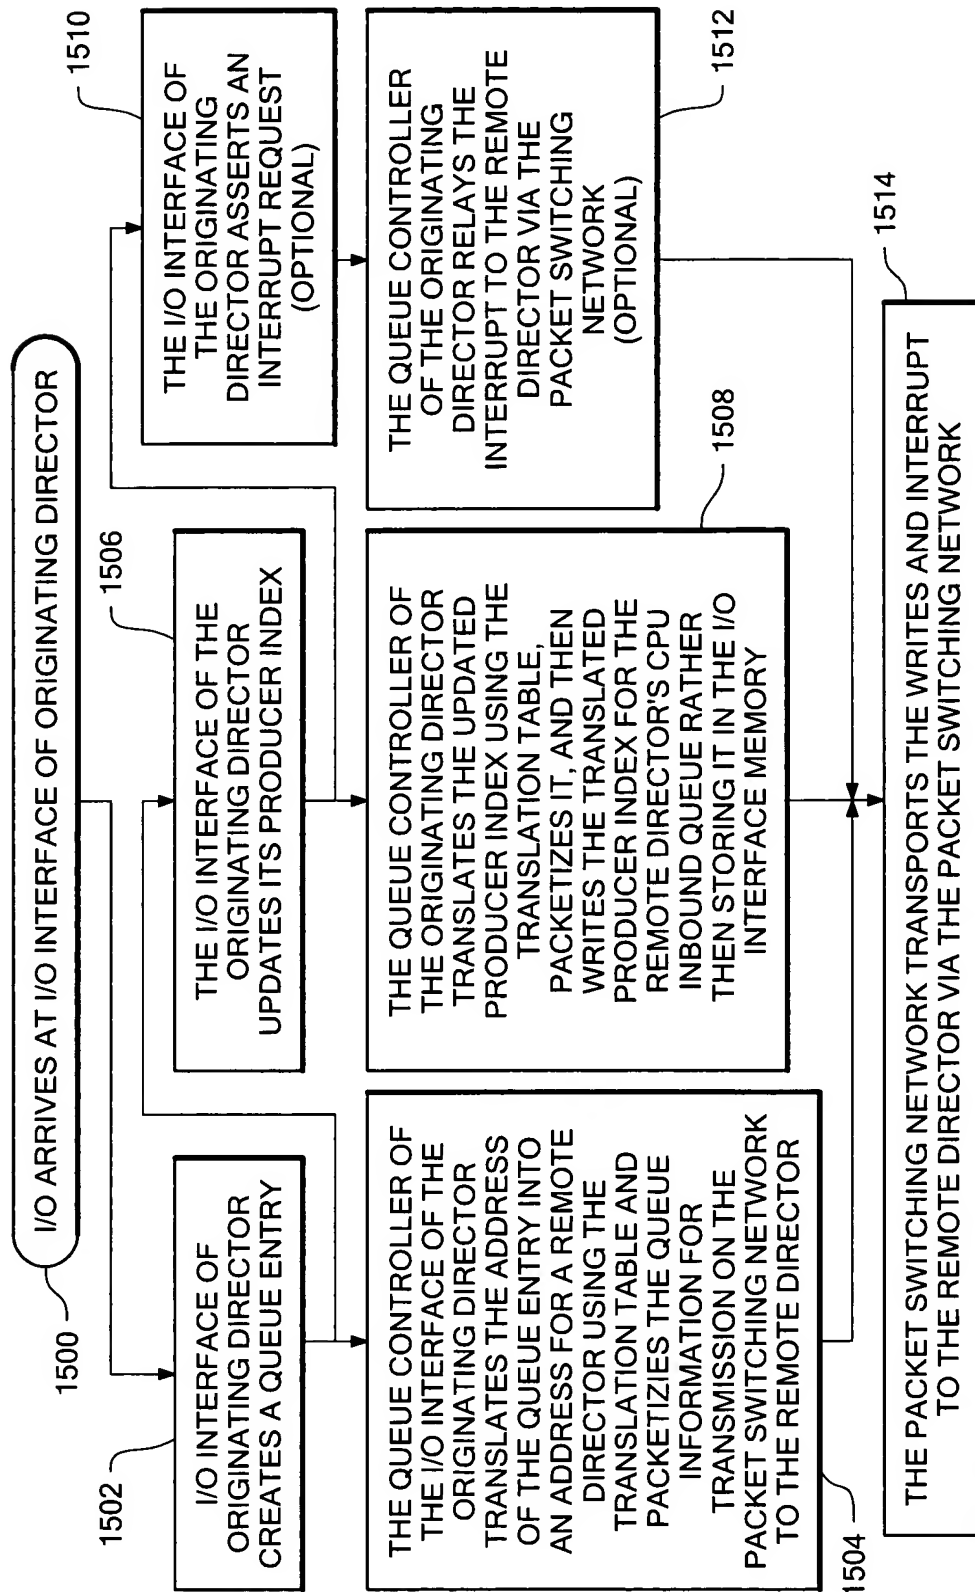 I/O ARRIVES AT I/O INTERFACE OF ORIGINATING DIRECTOR
1500
I/O INTERFACE OF
ORIGINATING DIRECTOR
CREATES A QUEUE ENTRY
1502
THE QUEUE CONTROLLER OF
THE I/O INTERFACE OF THE
ORIGINATING DIRECTOR
TRANSLATES THE ADDRESS
OF THE QUEUE ENTRY INTO
AN ADDRESS FOR A REMOTE
DIRECTOR USING THE
TRANSLATION TABLE AND
PACKETIZES THE QUEUE
INFORMATION FOR
TRANSMISSION ON THE
PACKET SWITCHING NETWORK
TO THE REMOTE DIRECTOR
1504
THE I/O INTERFACE OF THE
ORIGINATING DIRECTOR
UPDATES ITS PRODUCER INDEX
1506
THE QUEUE CONTROLLER OF
THE ORIGINATING DIRECTOR
TRANSLATES THE UPDATED
PRODUCER INDEX USING THE
TRANSLATION TABLE,
PACKETIZES IT, AND THEN
WRITES THE TRANSLATED
PRODUCER INDEX FOR THE
REMOTE DIRECTOR'S CPU
INBOUND QUEUE RATHER
THEN STORING IT IN THE I/O
INTERFACE MEMORY
1508
THE I/O INTERFACE OF
THE ORIGINATING
DIRECTOR ASSERTS AN
INTERRUPT REQUEST
(OPTIONAL)
1510
THE QUEUE CONTROLLER
OF THE ORIGINATING
DIRECTOR RELAYS THE
INTERRUPT TO THE REMOTE
DIRECTOR VIA THE
PACKET SWITCHING
NETWORK
(OPTIONAL)
1512
THE PACKET SWITCHING NETWORK TRANSPORTS THE WRITES AND INTERRUPT
TO THE REMOTE DIRECTOR VIA THE PACKET SWITCHING NETWORK
1514